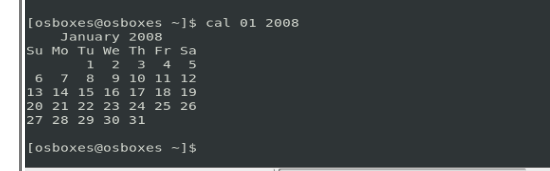 [osboxes@osboxes ~]$ cal 01 2008
    January 2008
Su Mo Tu We Th Fr Sa
       1  2  3  4  5
 6  7  8  9 10 11 12
13 14 15 16 17 18 19
20 21 22 23 24 25 26
27 28 29 30 31
[osboxes@osboxes ~]$